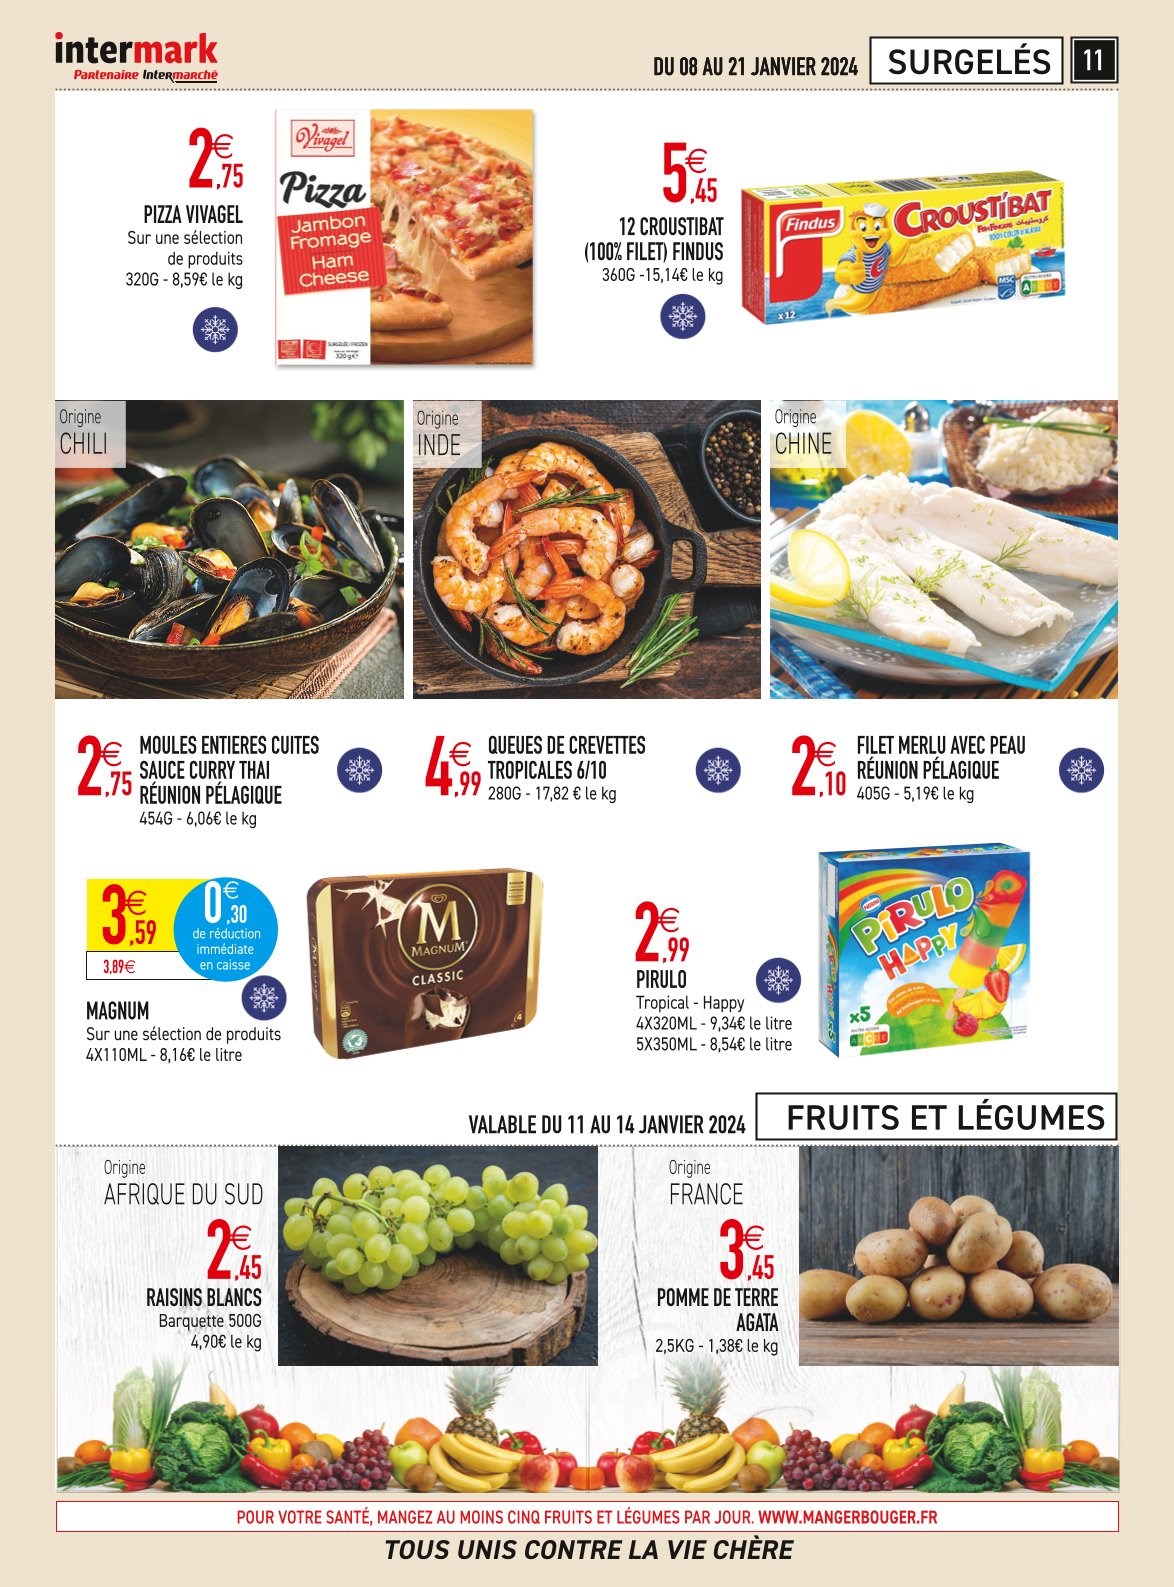 intermark
Partenaire Intermarché
DU 08 AU 21 JANVIER 2024
SURGELÉS
11
2€,75
PIZZA VIVAGEL
Sur une sélection
de produits
320G - 8,59€ le kg
Vivagel
Pizza
Jambon
Fromage
Ham
Cheese
SURGELÉ / FROZEN
320 g e
5€,45
12 CROUSTIBAT
(100% FILET) FINDUS
360G -15,14€ le kg
Findus
CROUSTIBAT
x12
MSC
Origine
CHILI
Origine
INDE
Origine
CHINE
2€,75
MOULES ENTIERES CUITES
SAUCE CURRY THAI
RÉUNION PÉLAGIQUE
454G - 6,06€ le kg
4€,99
QUEUES DE CREVETTES
TROPICALES 6/10
280G - 17,82 € le kg
2€,10
FILET MERLU AVEC PEAU
RÉUNION PÉLAGIQUE
405G - 5,19€ le kg
3€,59
3,89€
0€,30
de réduction
immédiate
en caisse
MAGNUM
Sur une sélection de produits
4X110ML - 8,16€ le litre
M
MAGNUM
CLASSIC
2€,99
PIRULO
Tropical - Happy
4X320ML - 9,34€ le litre
5X350ML - 8,54€ le litre
Nestlé
PIRULO
HAPPY
x5
VALABLE DU 11 AU 14 JANVIER 2024
FRUITS ET LÉGUMES
Origine
AFRIQUE DU SUD
2€,45
RAISINS BLANCS
Barquette 500G
4,90€ le kg
Origine
FRANCE
3€,45
POMME DE TERRE
AGATA
2,5KG - 1,38€ le kg
POUR VOTRE SANTÉ, MANGEZ AU MOINS CINQ FRUITS ET LÉGUMES PAR JOUR. WWW.MANGERBOUGER.FR
TOUS UNIS CONTRE LA VIE CHÈRE